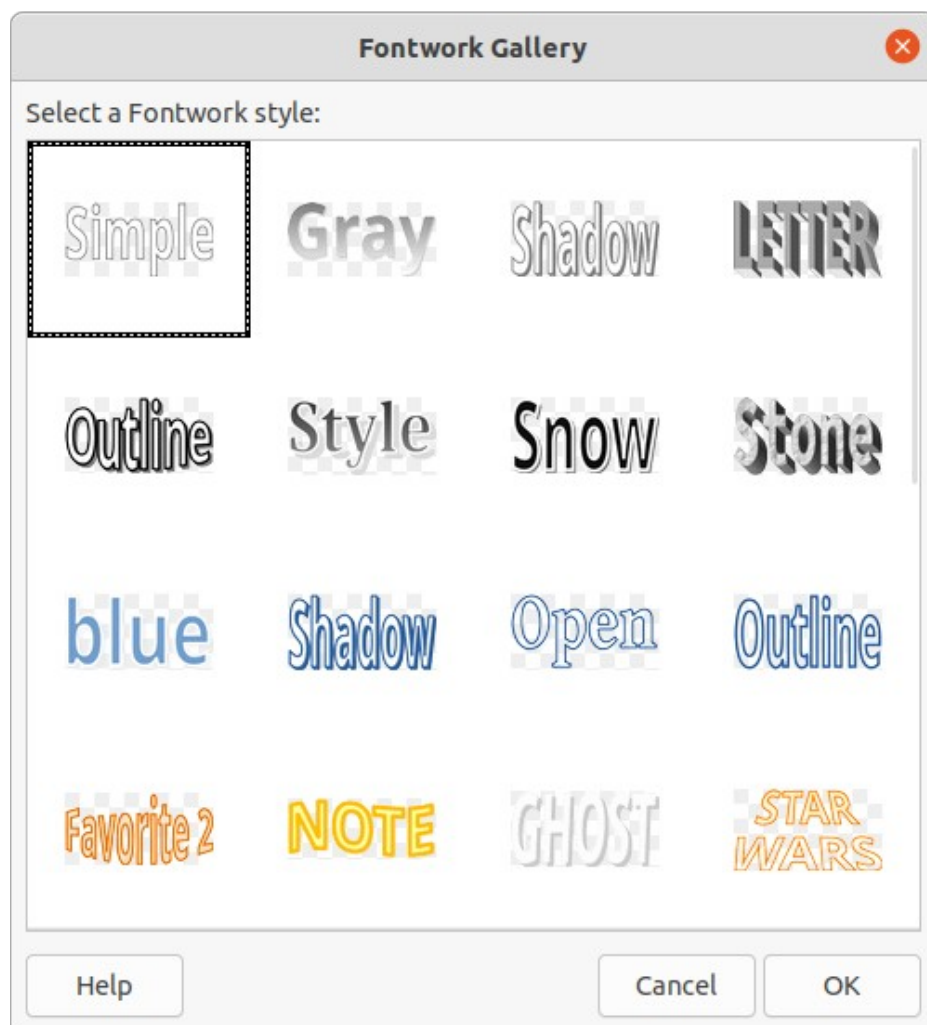 Fontwork Gallery
Select a Fontwork style:
Simple Gray Shadow LETTER
Outline Style Snow Stone
blue Shadow Open Outline
Favorite 2 NOTE GHOST STAR WARS
Help Cancel OK